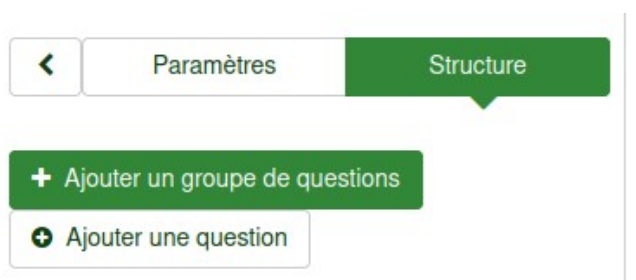 Paramètres Structure
Ajouter un groupe de questions
Ajouter une question